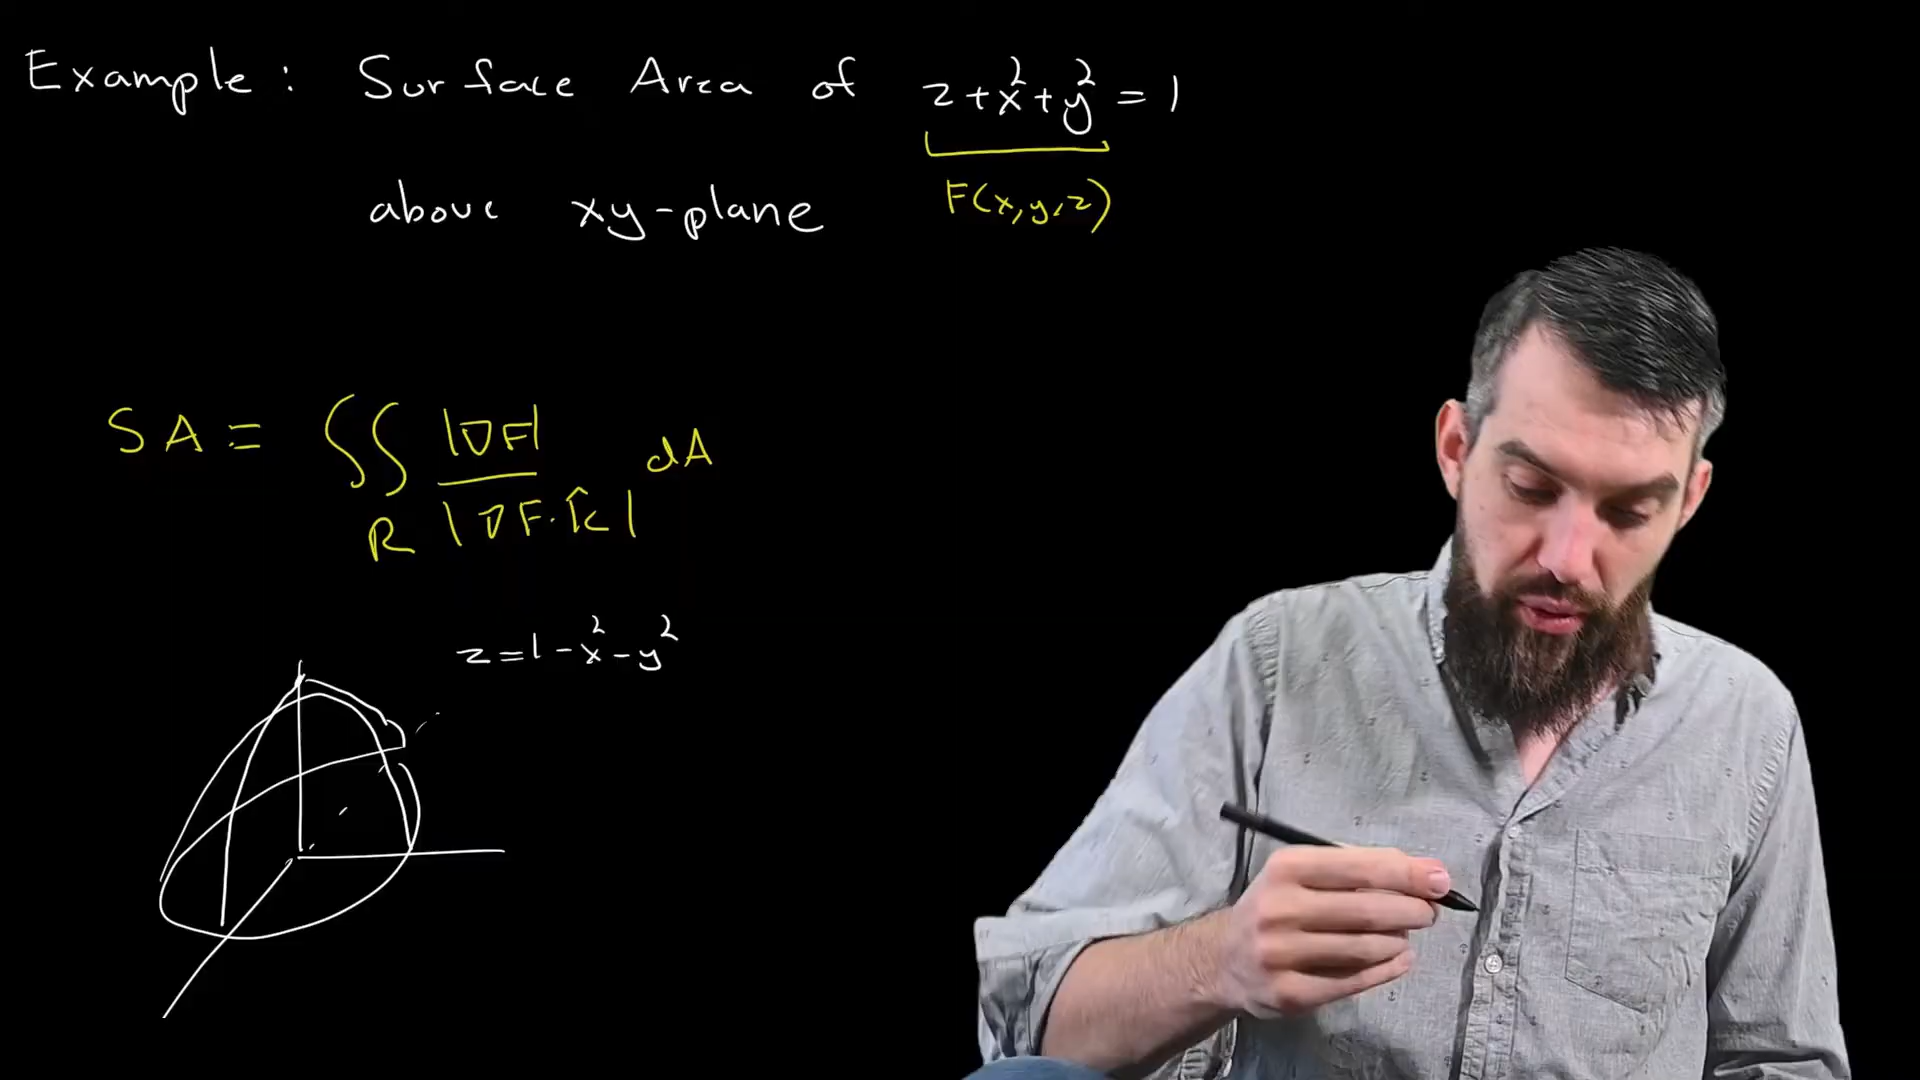 Example: Surface Area of z+x²+y² = 1
above xy-plane F(x,y,z)
SA = ∬_R |∇F| / |∇F·k̂| dA
z=1-x²-y²